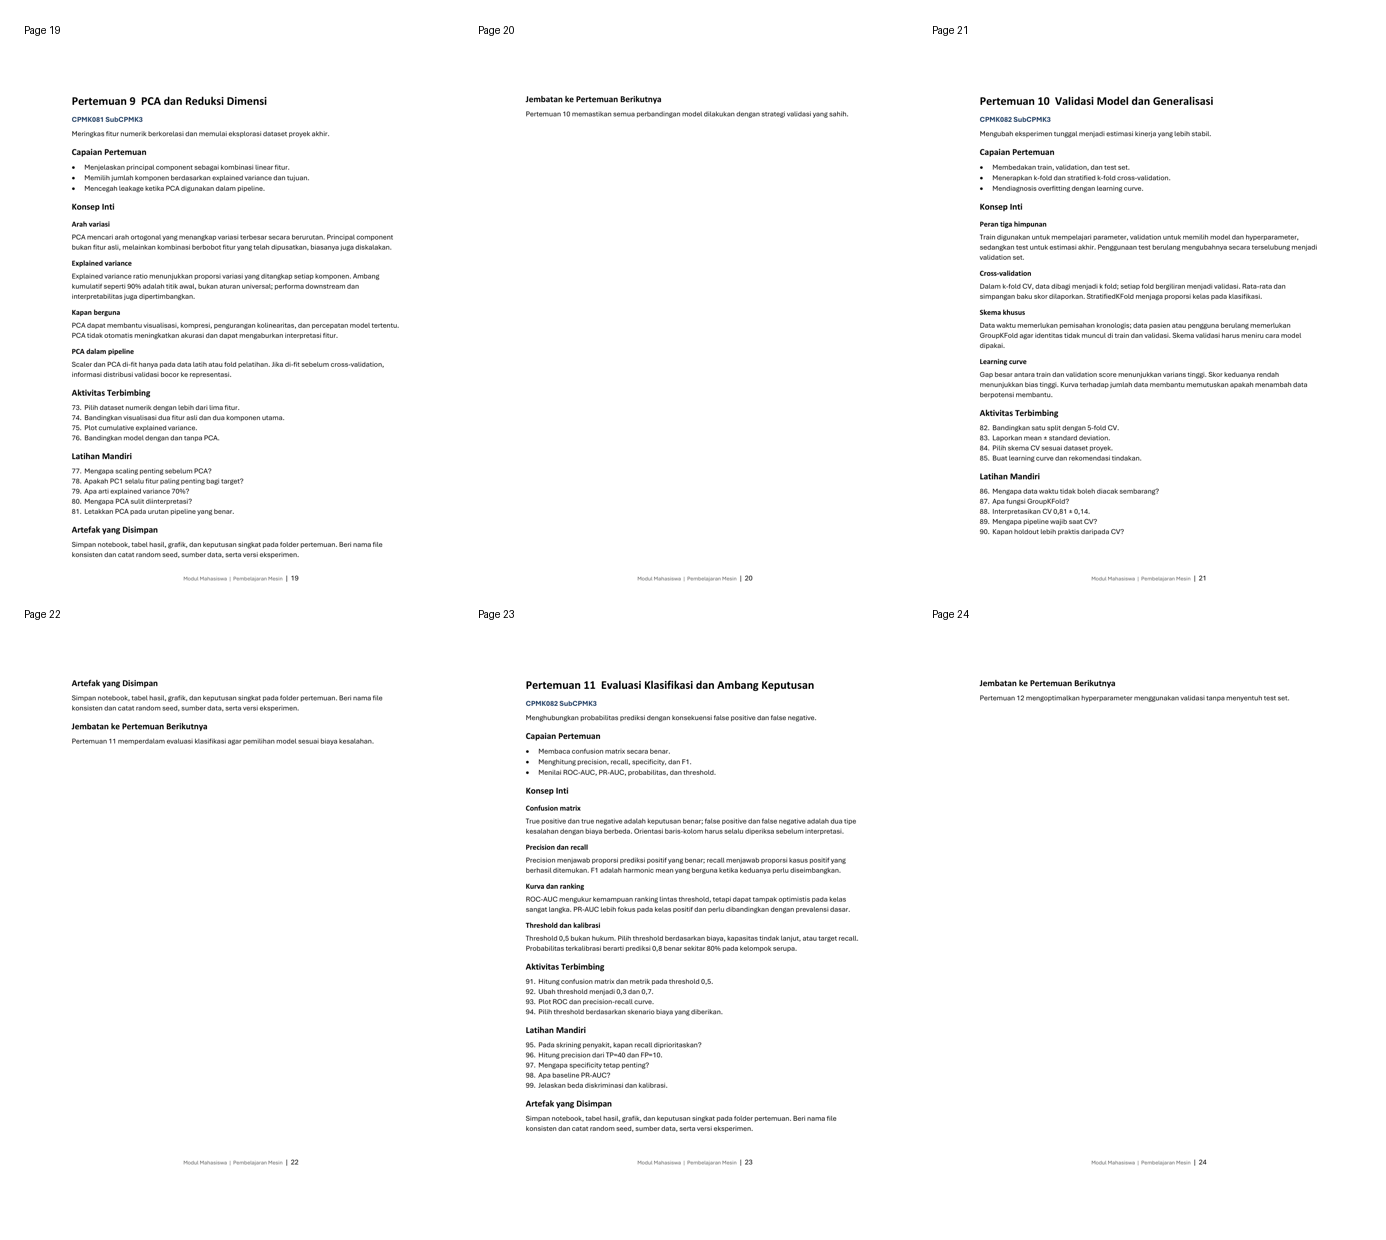 Page 19
Pertemuan 9  PCA dan Reduksi Dimensi
CPMK081 SubCPMK3
Meringkas fitur numerik berkorelasi dan memulai eksplorasi dataset proyek akhir.
Capaian Pertemuan
• Menjelaskan principal component sebagai kombinasi linear fitur.
• Memilih jumlah komponen berdasarkan explained variance dan tujuan.
• Mencegah leakage ketika PCA digunakan dalam pipeline.
Konsep Inti
Arah variasi
PCA mencari arah ortogonal yang menangkap variasi terbesar secara berurutan. Principal component
bukan fitur asli, melainkan kombinasi berbobot fitur yang telah dipusatkan, biasanya juga diskalakan.
Explained variance
Explained variance ratio menunjukkan proporsi variasi yang ditangkap setiap komponen. Ambang
kumulatif seperti 90% adalah titik awal, bukan aturan universal; performa downstream dan
interpretabilitas juga dipertimbangkan.
Kapan berguna
PCA dapat membantu visualisasi, kompresi, pengurangan kolinearitas, dan percepatan model tertentu.
PCA tidak otomatis meningkatkan akurasi dan dapat mengaburkan interpretasi fitur.
PCA dalam pipeline
Scaler dan PCA di-fit hanya pada data latih atau fold pelatihan. Jika di-fit sebelum cross-validation,
informasi distribusi validasi bocor ke representasi.
Aktivitas Terbimbing
73. Pilih dataset numerik dengan lebih dari lima fitur.
74. Bandingkan visualisasi dua fitur asli dan dua komponen utama.
75. Plot cumulative explained variance.
76. Bandingkan model dengan dan tanpa PCA.
Latihan Mandiri
77. Mengapa scaling penting sebelum PCA?
78. Apakah PC1 selalu fitur paling penting bagi target?
79. Apa arti explained variance 70%?
80. Mengapa PCA sulit diinterpretasi?
81. Letakkan PCA pada urutan pipeline yang benar.
Artefak yang Disimpan
Simpan notebook, tabel hasil, grafik, dan keputusan singkat pada folder pertemuan. Beri nama file
konsisten dan catat random seed, sumber data, serta versi eksperimen.
Modul Mahasiswa | Pembelajaran Mesin | 19
Page 20
Jembatan ke Pertemuan Berikutnya
Pertemuan 10 memastikan semua perbandingan model dilakukan dengan strategi validasi yang sahih.
Modul Mahasiswa | Pembelajaran Mesin | 20
Page 21
Pertemuan 10  Validasi Model dan Generalisasi
CPMK082 SubCPMK3
Mengubah eksperimen tunggal menjadi estimasi kinerja yang lebih stabil.
Capaian Pertemuan
• Membedakan train, validation, dan test set.
• Menerapkan k-fold dan stratified k-fold cross-validation.
• Mendiagnosis overfitting dengan learning curve.
Konsep Inti
Peran tiga himpunan
Train digunakan untuk mempelajari parameter, validation untuk memilih model dan hyperparameter,
sedangkan test untuk estimasi akhir. Penggunaan test berulang mengubahnya secara terselubung menjadi
validation set.
Cross-validation
Dalam k-fold CV, data dibagi menjadi k fold; setiap fold bergiliran menjadi validasi. Rata-rata dan
simpangan baku skor dilaporkan. StratifiedKFold menjaga proporsi kelas pada klasifikasi.
Skema khusus
Data waktu memerlukan pemisahan kronologis; data pasien atau pengguna berulang memerlukan
GroupKFold agar identitas tidak muncul di train dan validasi. Skema validasi harus meniru cara model
dipakai.
Learning curve
Gap besar antara train dan validation score menunjukkan varians tinggi. Skor keduanya rendah
menunjukkan bias tinggi. Kurva terhadap jumlah data membantu memutuskan apakah menambah data
berpotensi membantu.
Aktivitas Terbimbing
82. Bandingkan satu split dengan 5-fold CV.
83. Laporkan mean ± standard deviation.
84. Pilih skema CV sesuai dataset proyek.
85. Buat learning curve dan rekomendasi tindakan.
Latihan Mandiri
86. Mengapa data waktu tidak boleh diacak sembarang?
87. Apa fungsi GroupKFold?
88. Interpretasikan CV 0,81 ± 0,14.
89. Mengapa pipeline wajib saat CV?
90. Kapan holdout lebih praktis daripada CV?
Modul Mahasiswa | Pembelajaran Mesin | 21
Page 22
Artefak yang Disimpan
Simpan notebook, tabel hasil, grafik, dan keputusan singkat pada folder pertemuan. Beri nama file
konsisten dan catat random seed, sumber data, serta versi eksperimen.
Jembatan ke Pertemuan Berikutnya
Pertemuan 11 memperdalam evaluasi klasifikasi agar pemilihan model sesuai biaya kesalahan.
Modul Mahasiswa | Pembelajaran Mesin | 22
Page 23
Pertemuan 11  Evaluasi Klasifikasi dan Ambang Keputusan
CPMK082 SubCPMK3
Menghubungkan probabilitas prediksi dengan konsekuensi false positive dan false negative.
Capaian Pertemuan
• Membaca confusion matrix secara benar.
• Menghitung precision, recall, specificity, dan F1.
• Menilai ROC-AUC, PR-AUC, probabilitas, dan threshold.
Konsep Inti
Confusion matrix
True positive dan true negative adalah keputusan benar; false positive dan false negative adalah dua tipe
kesalahan dengan biaya berbeda. Orientasi baris-kolom harus selalu diperiksa sebelum interpretasi.
Precision dan recall
Precision menjawab proporsi prediksi positif yang benar; recall menjawab proporsi kasus positif yang
berhasil ditemukan. F1 adalah harmonic mean yang berguna ketika keduanya perlu diseimbangkan.
Kurva dan ranking
ROC-AUC mengukur kemampuan ranking lintas threshold, tetapi dapat tampak optimistis pada kelas
sangat langka. PR-AUC lebih fokus pada kelas positif dan perlu dibandingkan dengan prevalensi dasar.
Threshold dan kalibrasi
Threshold 0,5 bukan hukum. Pilih threshold berdasarkan biaya, kapasitas tindak lanjut, atau target recall.
Probabilitas terkalibrasi berarti prediksi 0,8 benar sekitar 80% pada kelompok serupa.
Aktivitas Terbimbing
91. Hitung confusion matrix dan metrik pada threshold 0,5.
92. Ubah threshold menjadi 0,3 dan 0,7.
93. Plot ROC dan precision-recall curve.
94. Pilih threshold berdasarkan skenario biaya yang diberikan.
Latihan Mandiri
95. Pada skrining penyakit, kapan recall diprioritaskan?
96. Hitung precision dari TP=40 dan FP=10.
97. Mengapa specificity tetap penting?
98. Apa baseline PR-AUC?
99. Jelaskan beda diskriminasi dan kalibrasi.
Artefak yang Disimpan
Simpan notebook, tabel hasil, grafik, dan keputusan singkat pada folder pertemuan. Beri nama file
konsisten dan catat random seed, sumber data, serta versi eksperimen.
Modul Mahasiswa | Pembelajaran Mesin | 23
Page 24
Jembatan ke Pertemuan Berikutnya
Pertemuan 12 mengoptimalkan hyperparameter menggunakan validasi tanpa menyentuh test set.
Modul Mahasiswa | Pembelajaran Mesin | 24